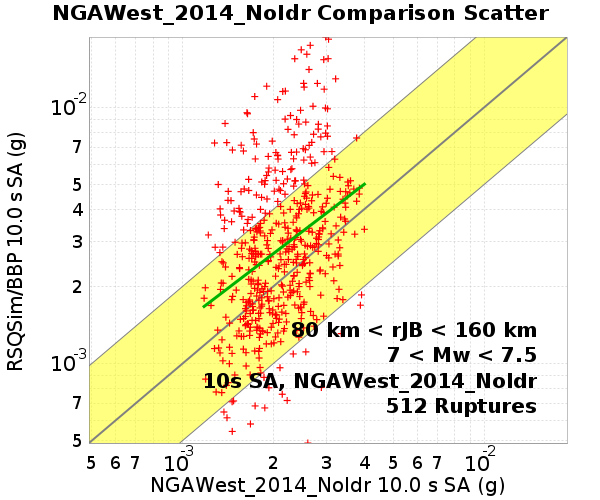 NGAWest_2014_NoIdr Comparison Scatter
RSQSim/BBP 10.0 s SA (g)
10-2
7
5
4
3
2
10-3
7
5
80 km < rJB < 160 km
7 < Mw < 7.5
10s SA, NGAWest_2014_NoIdr
512 Ruptures
5 6 7 10-3 2 3 4 5 6 7 10-2
NGAWest_2014_NoIdr 10.0 s SA (g)